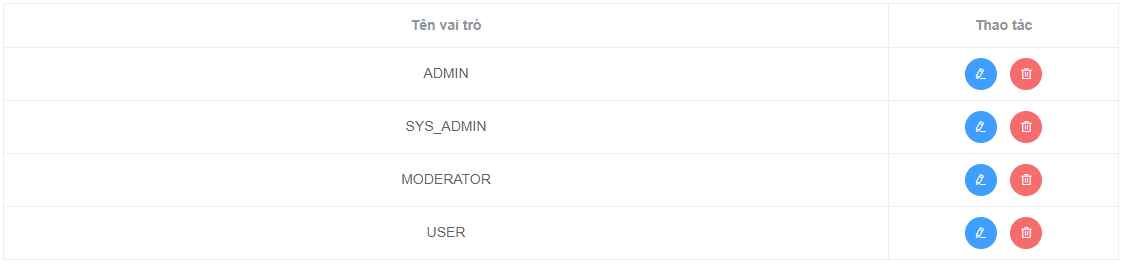 Tên vai trò Thao tác
ADMIN
SYS_ADMIN
MODERATOR
USER